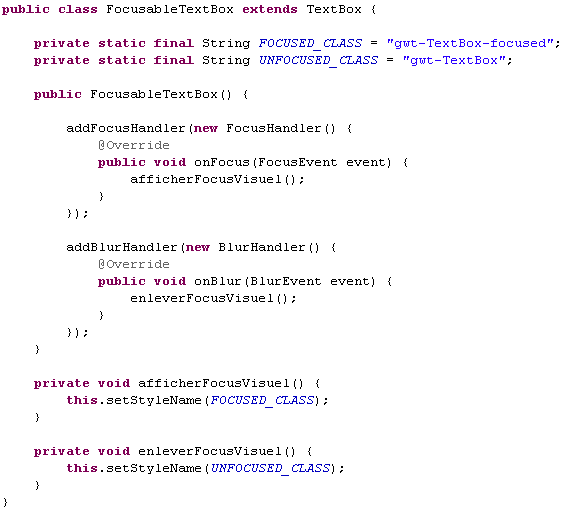 public class FocusableTextBox extends TextBox {
private static final String FOCUSED_CLASS = "gwt-TextBox-focused";
private static final String UNFOCUSED_CLASS = "gwt-TextBox";
public FocusableTextBox() {
addFocusHandler(new FocusHandler() {
@Override
public void onFocus(FocusEvent event) {
afficherFocusVisuel();
}
});
addBlurHandler(new BlurHandler() {
@Override
public void onBlur(BlurEvent event) {
enleverFocusVisuel();
}
});
}
private void afficherFocusVisuel() {
this.setStyleName(FOCUSED_CLASS);
}
private void enleverFocusVisuel() {
this.setStyleName(UNFOCUSED_CLASS);
}
}